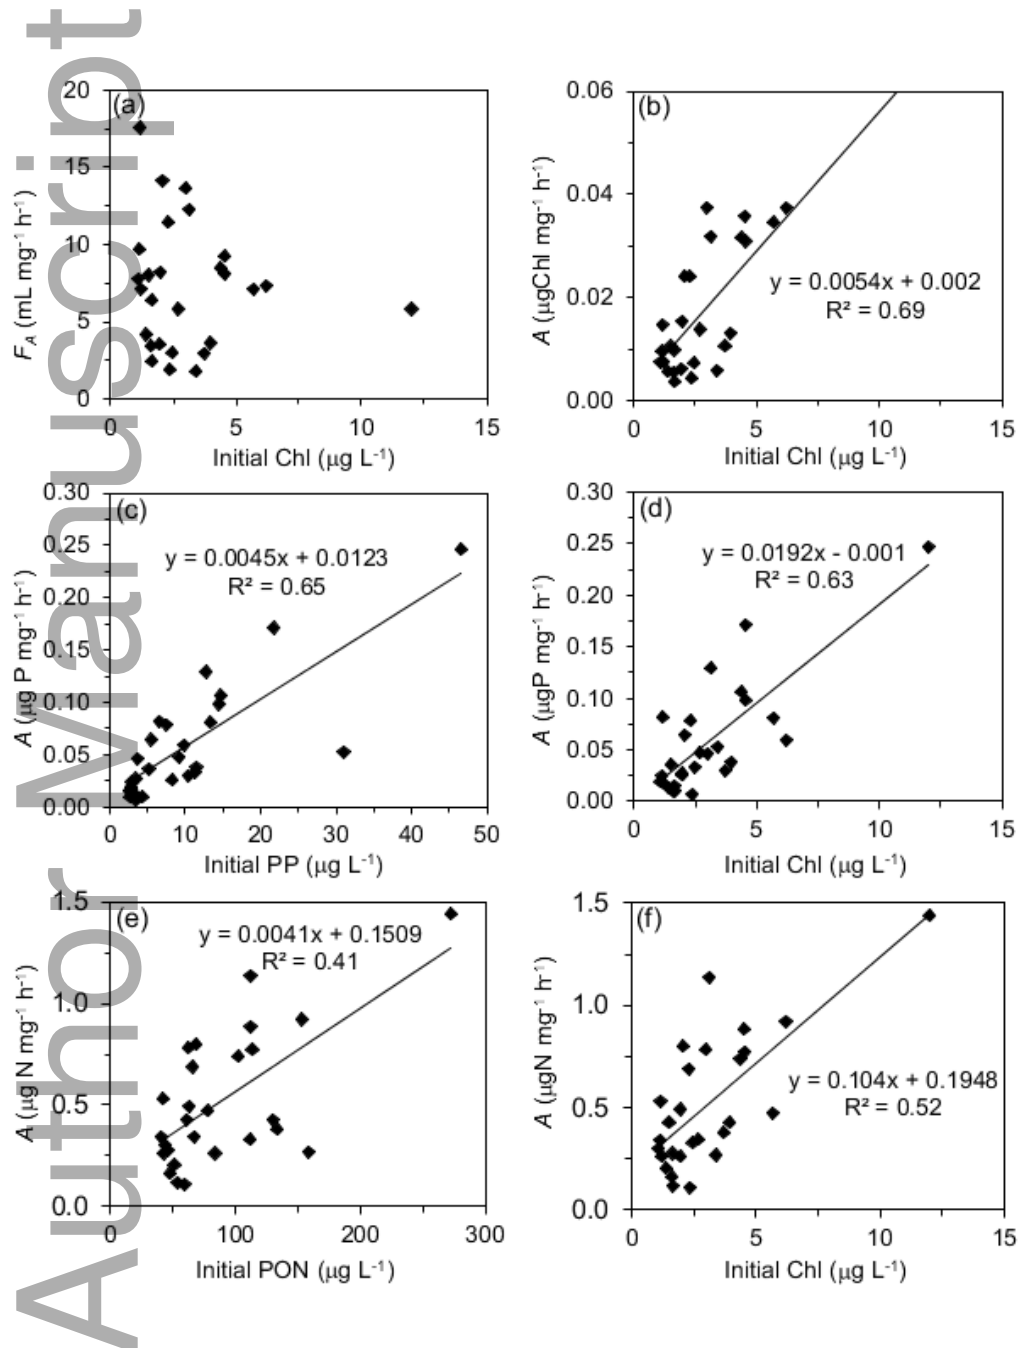 Author Manuscript
(a)
20
15
10
5
0
F_A (mL mg⁻¹ h⁻¹)
0 5 10 15
Initial Chl (μg L⁻¹)
(b)
0.06
0.04
0.02
0.00
A (μgChl mg⁻¹ h⁻¹)
y = 0.0054x + 0.002
R² = 0.69
0 5 10 15
Initial Chl (μg L⁻¹)
(c)
0.30
0.25
0.20
0.15
0.10
0.05
0.00
A (μg P mg⁻¹ h⁻¹)
y = 0.0045x + 0.0123
R² = 0.65
0 10 20 30 40 50
Initial PP (μg L⁻¹)
(d)
0.30
0.25
0.20
0.15
0.10
0.05
0.00
A (μgP mg⁻¹ h⁻¹)
y = 0.0192x - 0.001
R² = 0.63
0 5 10 15
Initial Chl (μg L⁻¹)
(e)
1.5
1.0
0.5
0.0
A (μg N mg⁻¹ h⁻¹)
y = 0.0041x + 0.1509
R² = 0.41
0 100 200 300
Initial PON (μg L⁻¹)
(f)
1.5
1.0
0.5
0.0
A (μgN mg⁻¹ h⁻¹)
y = 0.104x + 0.1948
R² = 0.52
0 5 10 15
Initial Chl (μg L⁻¹)